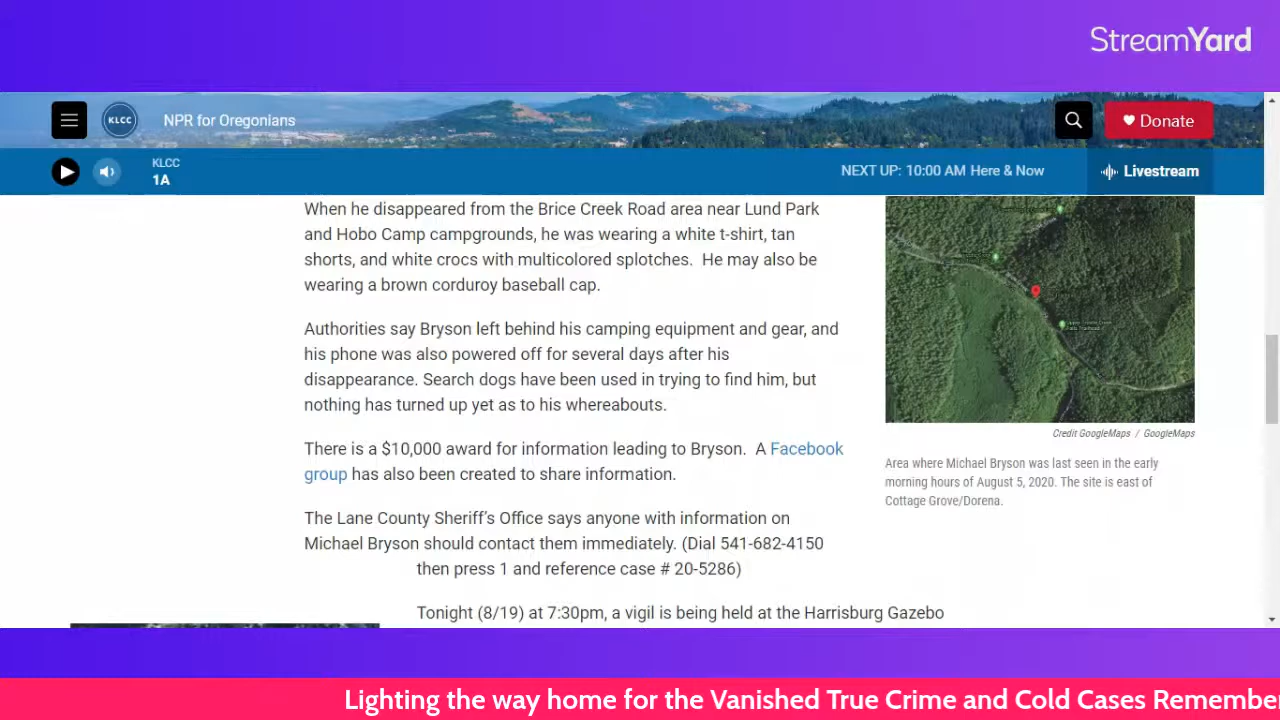 StreamYard
KLCC
NPR for Oregonians
Donate
KLCC
1A
NEXT UP: 10:00 AM Here & Now
Livestream
When he disappeared from the Brice Creek Road area near Lund Park
and Hobo Camp campgrounds, he was wearing a white t-shirt, tan
shorts, and white crocs with multicolored splotches.  He may also be
wearing a brown corduroy baseball cap.
Authorities say Bryson left behind his camping equipment and gear, and
his phone was also powered off for several days after his
disappearance. Search dogs have been used in trying to find him, but
nothing has turned up yet as to his whereabouts.
There is a $10,000 award for information leading to Bryson.  A Facebook
group has also been created to share information.
The Lane County Sheriff's Office says anyone with information on
Michael Bryson should contact them immediately. (Dial 541-682-4150
then press 1 and reference case # 20-5286)
Tonight (8/19) at 7:30pm, a vigil is being held at the Harrisburg Gazebo
Credit GoogleMaps / GoogleMaps
Area where Michael Bryson was last seen in the early
morning hours of August 5, 2020. The site is east of
Cottage Grove/Dorena.
Lighting the way home for the Vanished True Crime and Cold Cases Remember